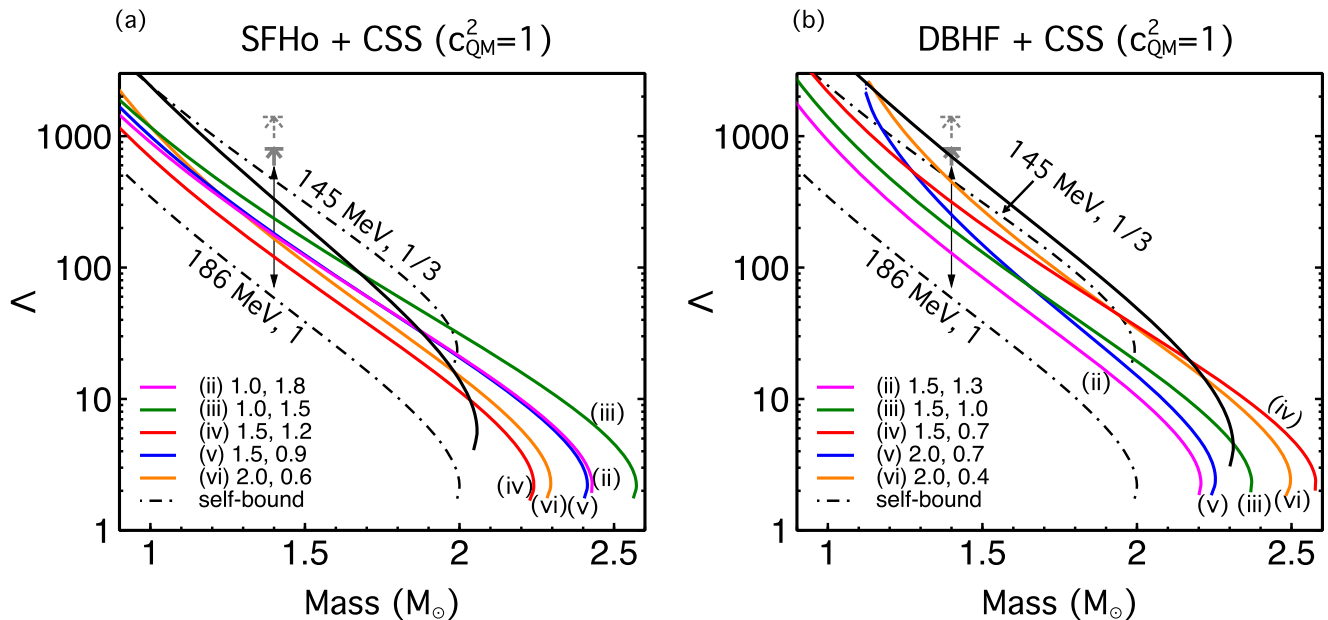 (a)
SFHo + CSS (c²QM=1)
1000
100
10
1
Λ
145 MeV, 1/3
186 MeV, 1
(ii) 1.0, 1.8
(iii) 1.0, 1.5
(iv) 1.5, 1.2
(v) 1.5, 0.9
(vi) 2.0, 0.6
self-bound
(iii)
(iv)
(vi)
(v)
(ii)
1
1.5
2
2.5
Mass (M⊙)
(b)
DBHF + CSS (c²QM=1)
1000
100
10
1
Λ
145 MeV, 1/3
186 MeV, 1
(ii) 1.5, 1.3
(iii) 1.5, 1.0
(iv) 1.5, 0.7
(v) 2.0, 0.7
(vi) 2.0, 0.4
self-bound
(ii)
(iv)
(v)
(iii)
(vi)
1
1.5
2
2.5
Mass (M⊙)